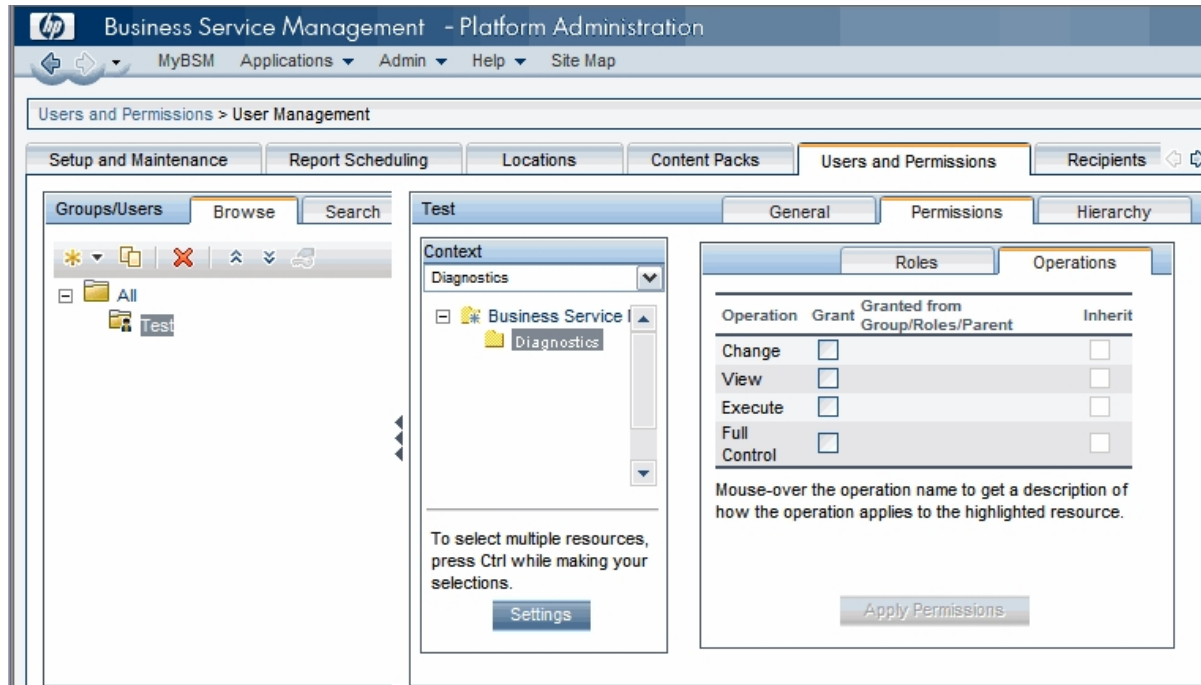 hp Business Service Management - Platform Administration
MyBSM Applications Admin Help Site Map
Users and Permissions > User Management
Setup and Maintenance Report Scheduling Locations Content Packs Users and Permissions Recipients
Groups/Users Browse Search
All
Test
Test General Permissions Hierarchy
Context
Diagnostics
Business Service
Diagnostics
To select multiple resources,
press Ctrl while making your
selections.
Settings
Roles Operations
Operation Grant Granted from Group/Roles/Parent Inherit
Change
View
Execute
Full
Control
Mouse-over the operation name to get a description of
how the operation applies to the highlighted resource.
Apply Permissions